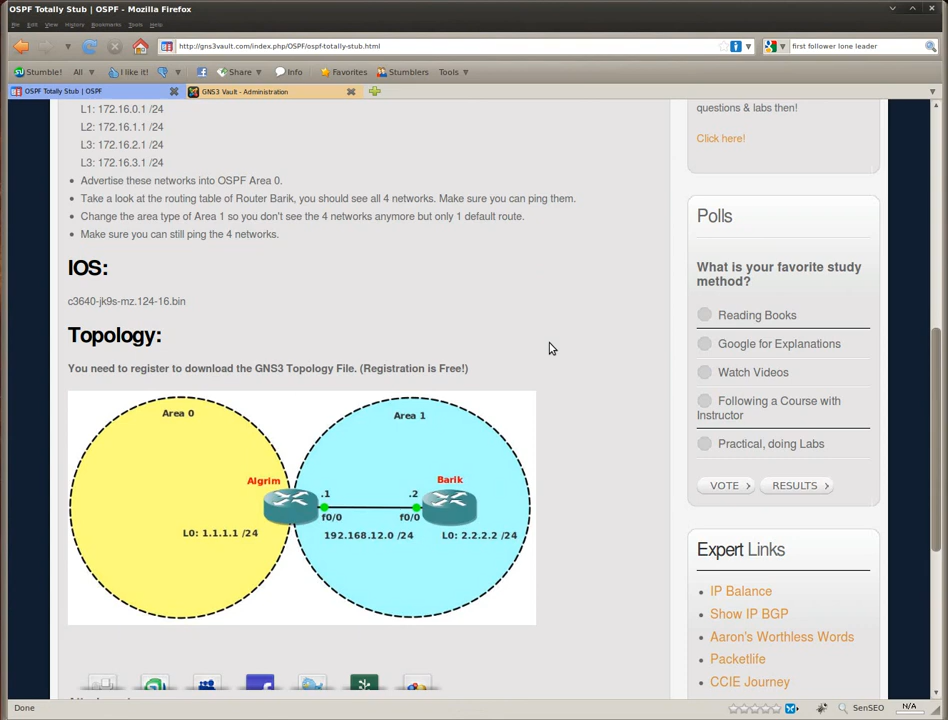 OSPF Totally Stub | OSPF - Mozilla Firefox
File Edit View History Bookmarks Tools Help
http://gns3vault.com/index.php/OSPF/ospf-totally-stub.html
first follower lone leader
Stumble! All I like it! Share Info Favorites Stumblers Tools
OSPF Totally Stub | OSPF
GNS3 Vault - Administration
L1: 172.16.0.1 /24
L2: 172.16.1.1 /24
L3: 172.16.2.1 /24
L3: 172.16.3.1 /24
Advertise these networks into OSPF Area 0.
Take a look at the routing table of Router Barik, you should see all 4 networks. Make sure you can ping them.
Change the area type of Area 1 so you don't see the 4 networks anymore but only 1 default route.
Make sure you can still ping the 4 networks.
IOS:
c3640-jk9s-mz.124-16.bin
Topology:
You need to register to download the GNS3 Topology File. (Registration is Free!)
Area 0
Area 1
Algrim
Barik
.1
.2
f0/0
f0/0
L0: 1.1.1.1 /24
192.168.12.0 /24
L0: 2.2.2.2 /24
questions & labs then!
Click here!
Polls
What is your favorite study
method?
Reading Books
Google for Explanations
Watch Videos
Following a Course with
Instructor
Practical, doing Labs
VOTE
RESULTS
Expert Links
IP Balance
Show IP BGP
Aaron's Worthless Words
Packetlife
CCIE Journey
Done
SenSEO
N/A